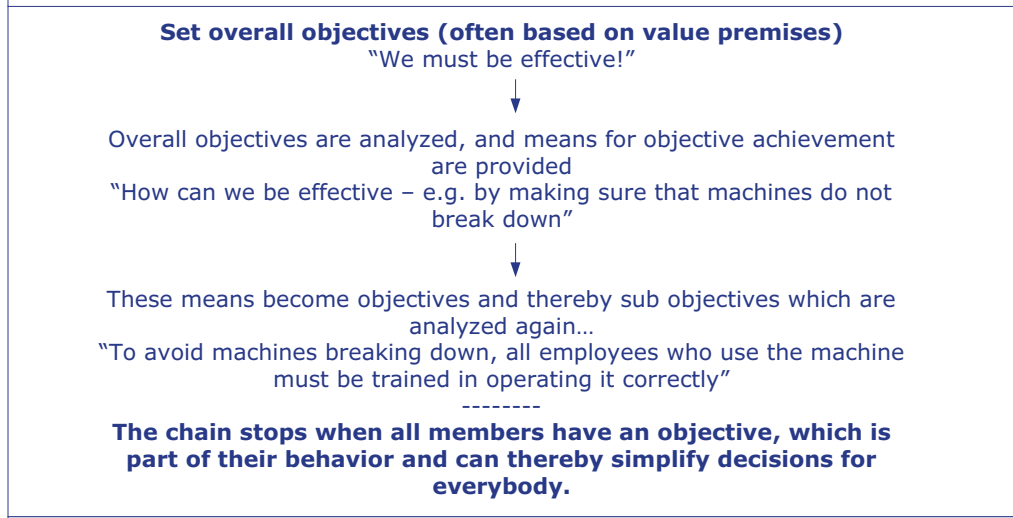 Set overall objectives (often based on value premises)
“We must be effective!”
Overall objectives are analyzed, and means for objective achievement
are provided
“How can we be effective – e.g. by making sure that machines do not
break down”
These means become objectives and thereby sub objectives which are
analyzed again…
“To avoid machines breaking down, all employees who use the machine
must be trained in operating it correctly”
--------
The chain stops when all members have an objective, which is
part of their behavior and can thereby simplify decisions for
everybody.